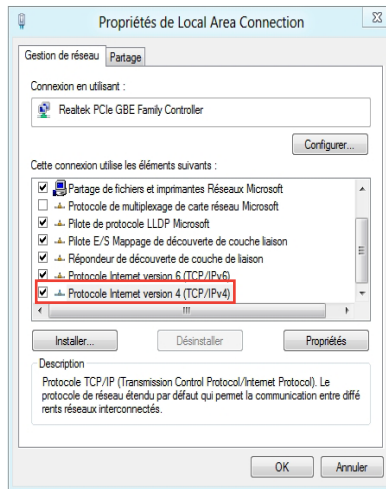 Propriétés de Local Area Connection
Gestion de réseau
Partage
Connexion en utilisant :
Realtek PCIe GBE Family Controller
Configurer...
Cette connexion utilise les éléments suivants :
Partage de fichiers et imprimantes Réseaux Microsoft
Protocole de multiplexage de carte réseau Microsoft
Pilote de protocole LLDP Microsoft
Pilote E/S Mappage de découverte de couche liaison
Répondeur de découverte de couche de liaison
Protocole Internet version 6 (TCP/IPv6)
Protocole Internet version 4 (TCP/IPv4)
Installer...
Désinstaller
Propriétés
Description
Protocole TCP/IP (Transmission Control Protocol/Internet Protocol). Le
protocole de réseau étendu par défaut qui permet la communication entre diffé
rents réseaux interconnectés.
OK
Annuler